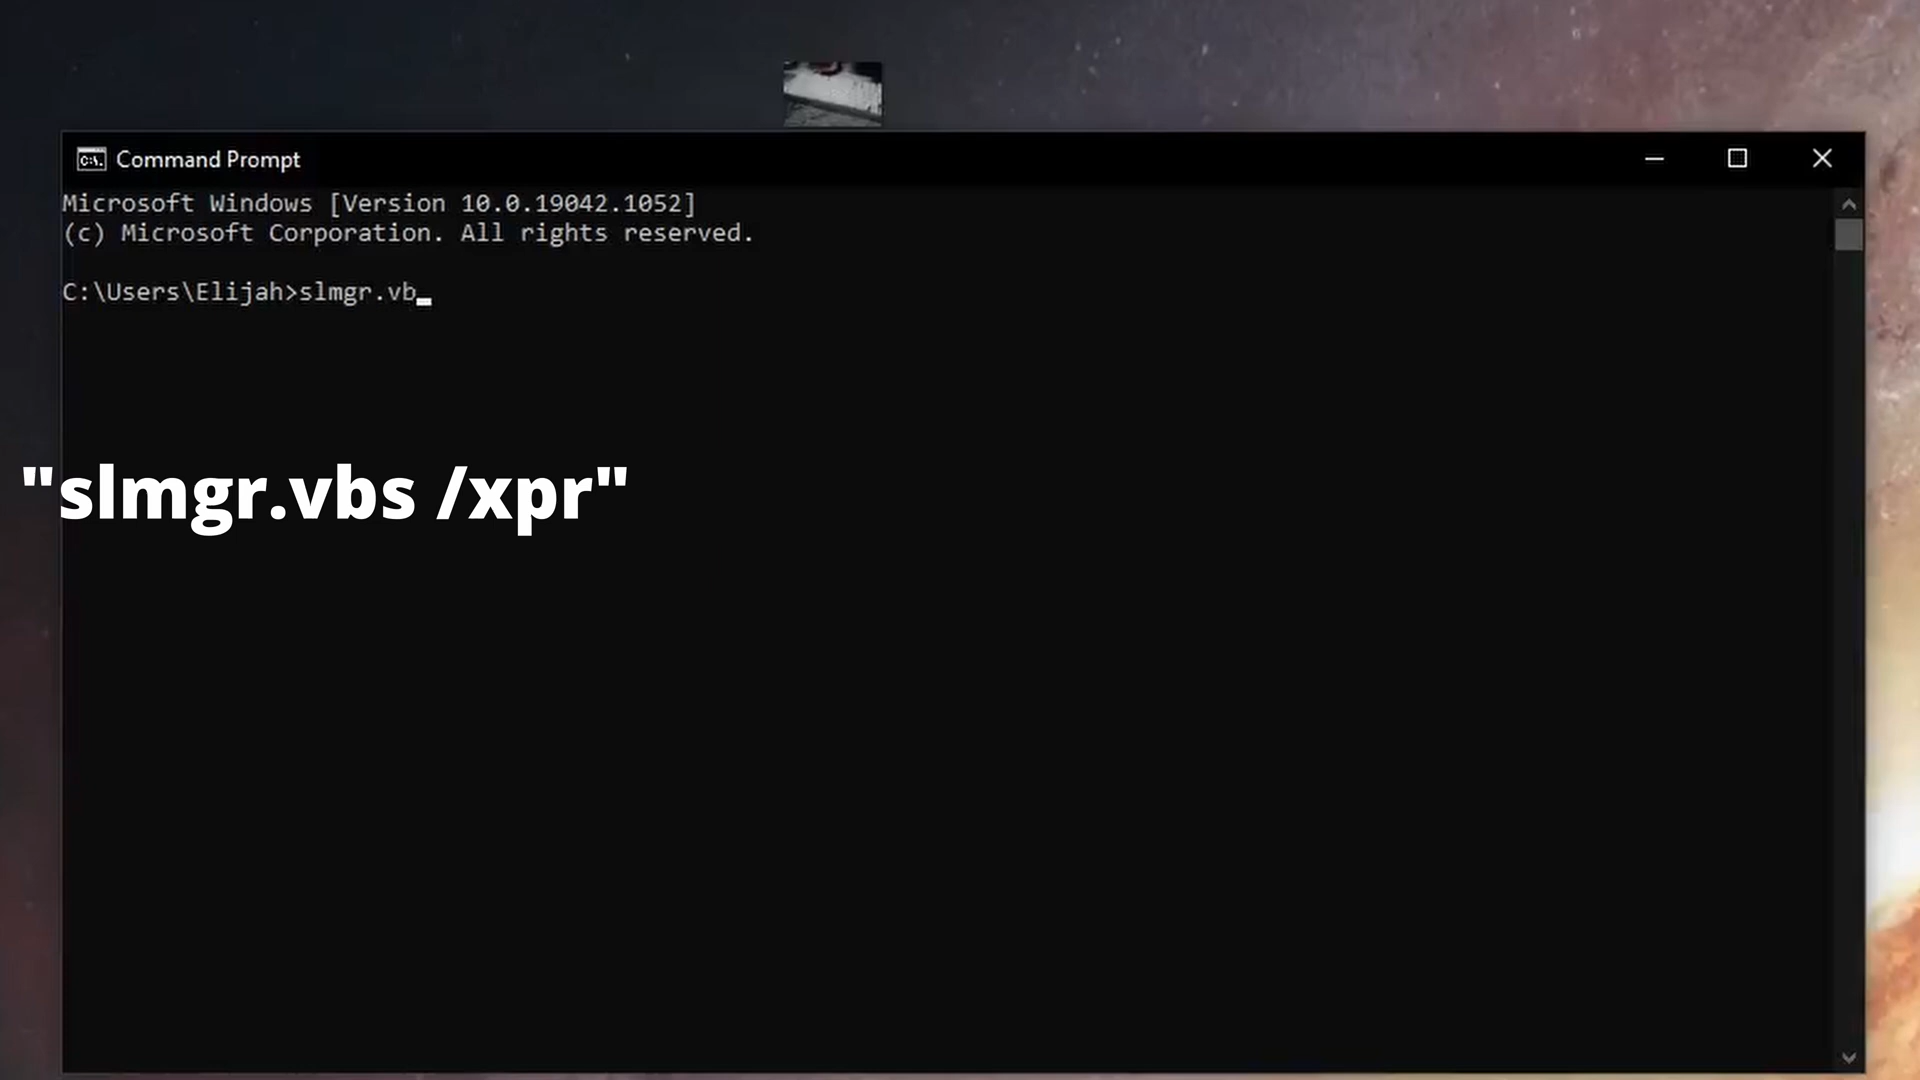 Command Prompt
Microsoft Windows [Version 10.0.19042.1052]
(c) Microsoft Corporation. All rights reserved.
C:\Users\Elijah>slmgr.vb
"slmgr.vbs /xpr"